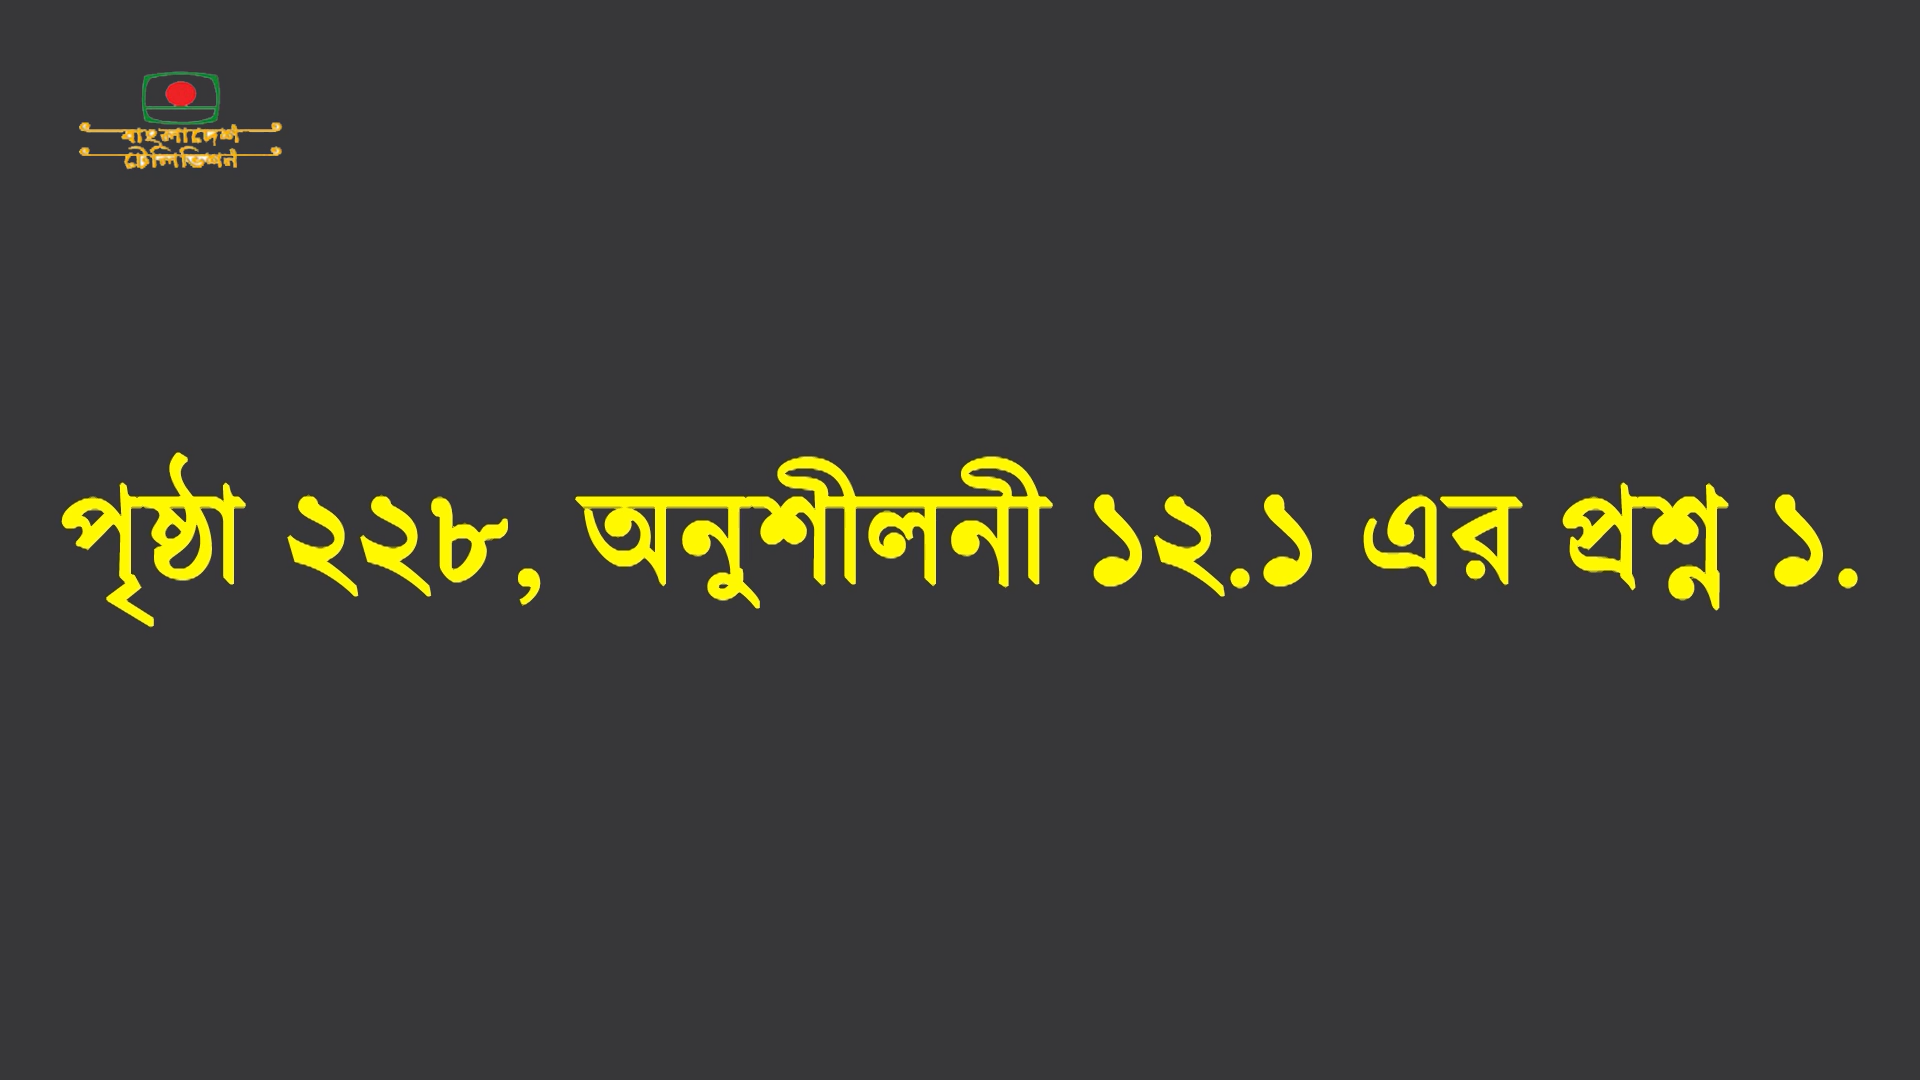 বাংলাদেশ
টেলিভিশন
পৃষ্ঠা ২২৮, অনুশীলনী ১২.১ এর প্রশ্ন ১.